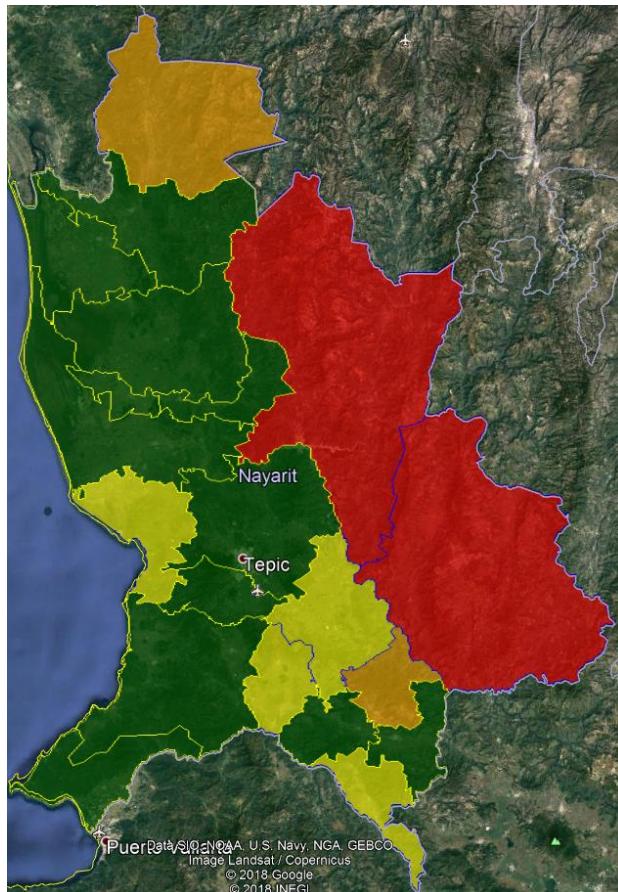 Nayarit
Tepic
Puerto Vallarta
Data SIO, NOAA, U.S. Navy, NGA, GEBCO
Image Landsat / Copernicus
© 2018 Google
© 2018 INEGI